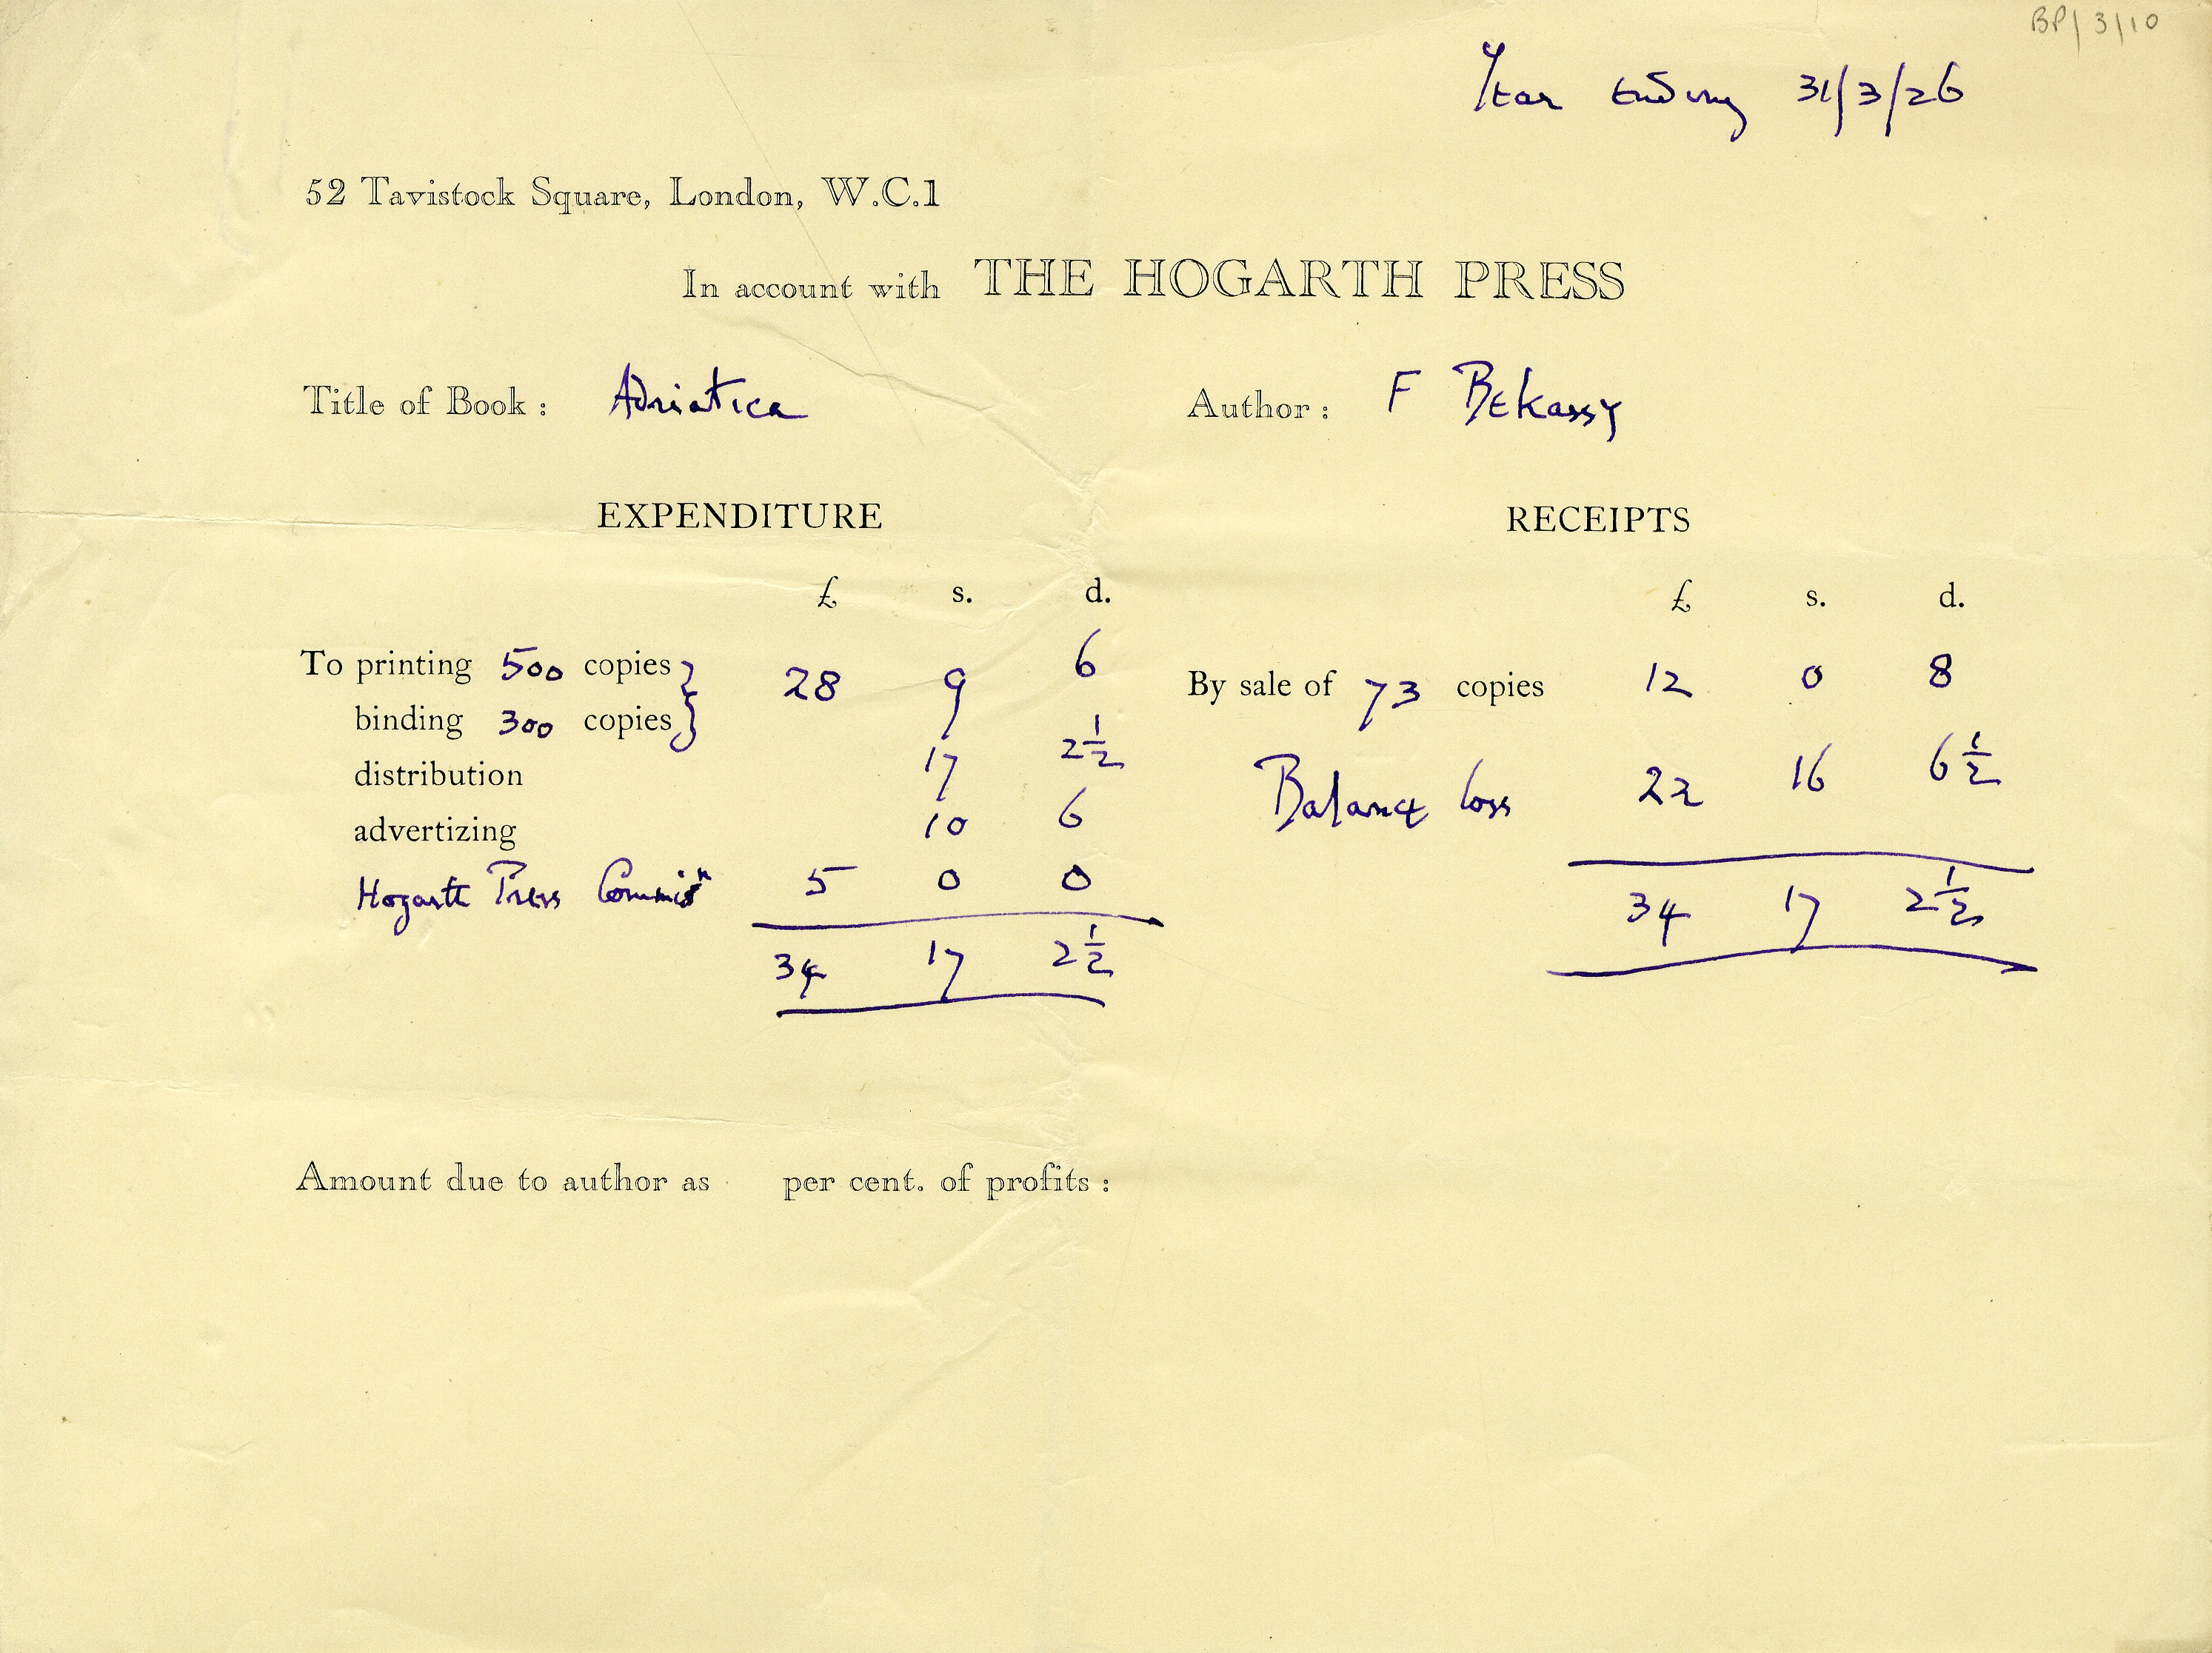 BP/3/10
Year Ending 31/3/26
52 Tavistock Square, London, W.C.1
In account with THE HOGARTH PRESS
Title of Book: Adriatica Author: F Bekassy
EXPENDITURE RECEIPTS
£ s. d. £ s. d.
To printing 500 copies } 28 9 6 By sale of 73 copies 12 0 8
binding 300 copies
distribution 17 2½ Balance loss 22 16 6½
advertizing 10 6
Hogarth Press Commisn 5 0 0 34 17 2½
34 17 2½
Amount due to author as per cent. of profits: